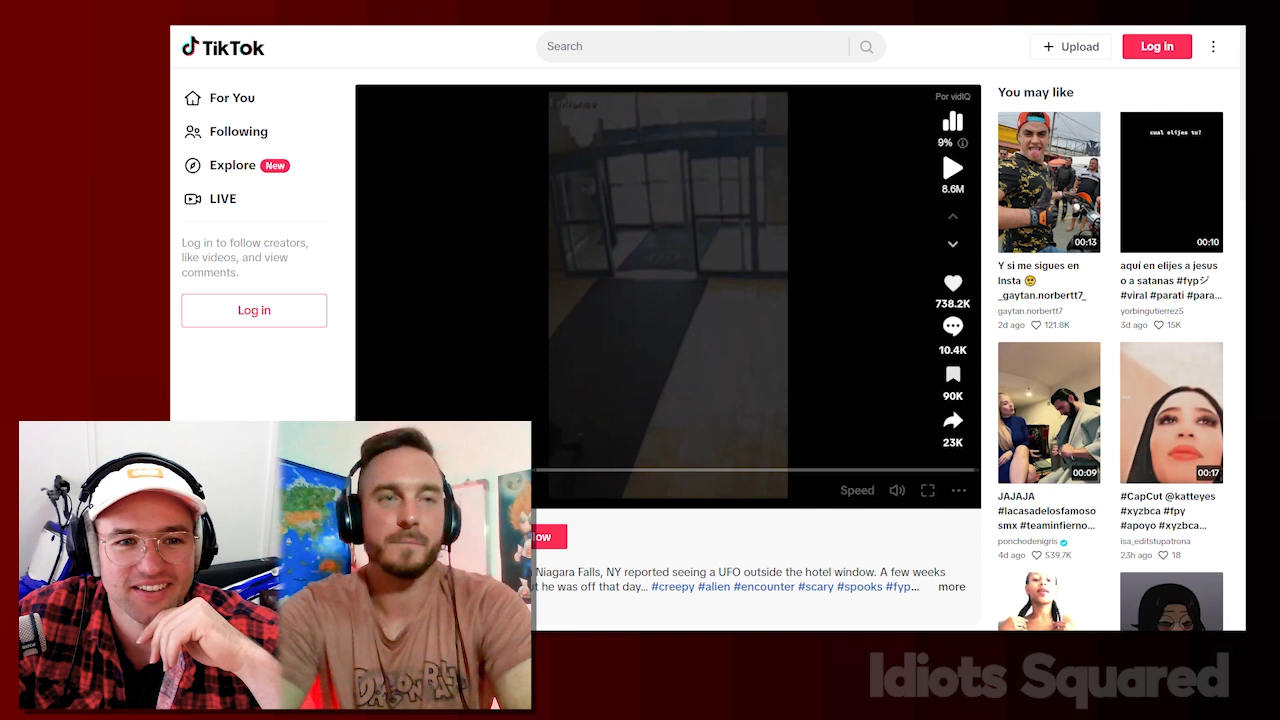 TikTok
Search
Upload
Log in
For You
Following
Explore New
LIVE
Log in to follow creators,
like videos, and view
comments.
Log in
Por vidIQ
9%
8.6M
738.2K
10.4K
90K
23K
Speed
low
Niagara Falls, NY reported seeing a UFO outside the hotel window. A few weeks
t he was off that day... #creepy #alien #encounter #scary #spooks #fyp... more
You may like
00:13
Y si me sigues en
Insta 🥺
_gaytan.norbertt7_
gaytan.norbertt7
2d ago 121.8K
cual elijes tu?
00:10
aquí en elijes a jesus
o a satanas #fypシ
#viral #parati #para...
yorbingutierrez5
3d ago 15K
00:09
JAJAJA
#lacasadelosfamoso
smx #teaminfierno...
ponchodenigris
4d ago 539.7K
00:17
#CapCut @katteyes
#xyzbca #fpy
#apoyo #xyzbca...
isa_editstupatrona
23h ago 18
Idiots Squared